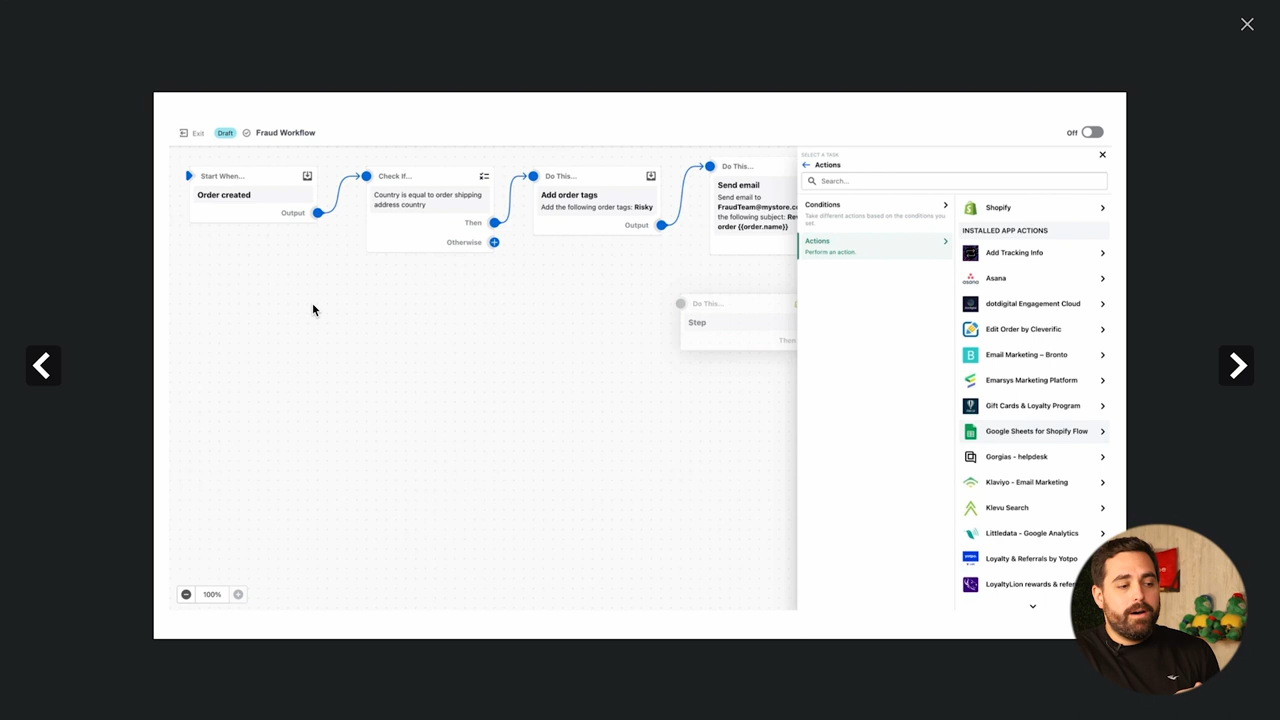 Exit
Draft
Fraud Workflow
Off
Start When...
Order created
Output
Check If...
Country is equal to order shipping
address country
Then
Otherwise
Do This...
Add order tags
Add the following order tags: Risky
Output
Do This...
Send email
Send email to
FraudTeam@mystore.c
the following subject: Re
order {{order.name}}
Do This...
Step
Then
100%
SELECT A TASK
Actions
Search...
Conditions
Take different actions based on the conditions you
set.
Actions
Perform an action.
Shopify
INSTALLED APP ACTIONS
Add Tracking Info
Asana
asana
dotdigital Engagement Cloud
Edit Order by Cleverific
B
Email Marketing – Bronto
Emarsys Marketing Platform
Gift Cards & Loyalty Program
Google Sheets for Shopify Flow
Gorgias - helpdesk
Klaviyo - Email Marketing
Klevu Search
Littledata - Google Analytics
yotpo.
Loyalty & Referrals by Yotpo
LoyaltyLion rewards & refer